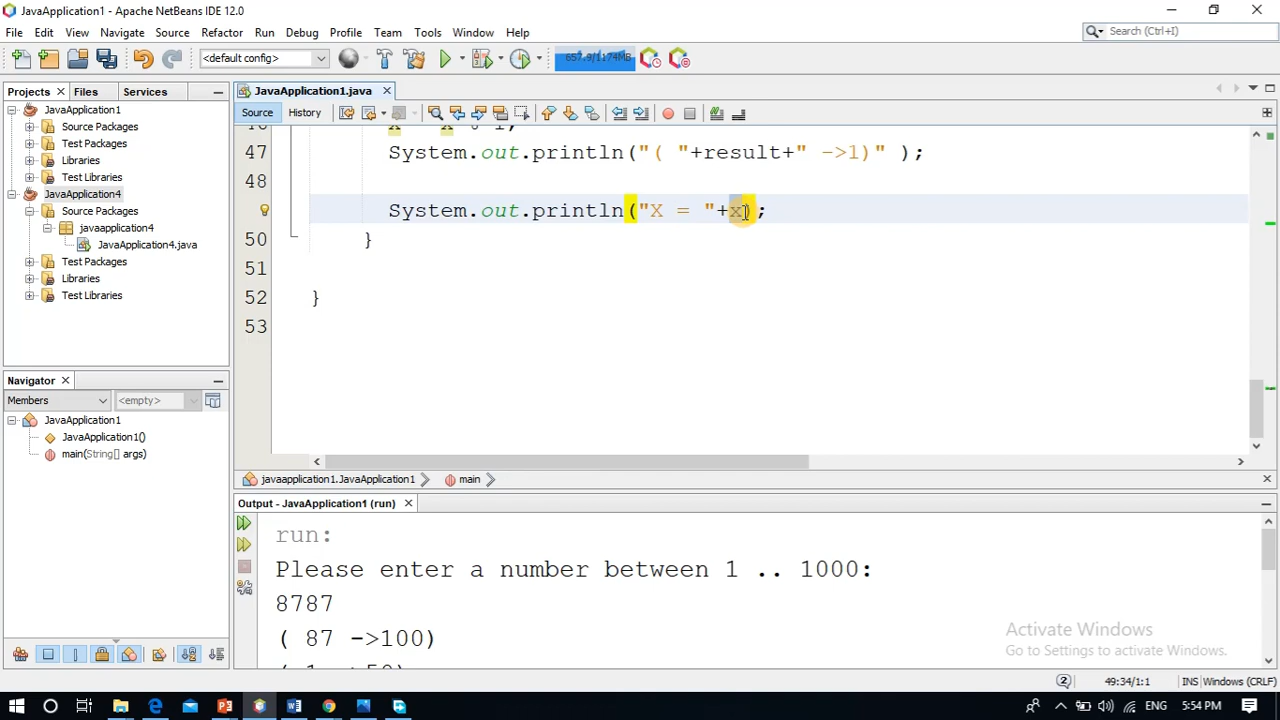 JavaApplication1 - Apache NetBeans IDE 12.0
File Edit View Navigate Source Refactor Run Debug Profile Team Tools Window Help
Search (Ctrl+I)
<default config>
657.9/1174MB
Projects Files Services
JavaApplication1.java
JavaApplication1
Source Packages
Test Packages
Libraries
Test Libraries
JavaApplication4
Source Packages
javaapplication4
JavaApplication4.java
Test Packages
Libraries
Test Libraries
Source History
47 System.out.println("( "+result+" ->1)" );
48
System.out.println("X = "+x);
50 }
51
52 }
53
Navigator
Members <empty>
JavaApplication1
JavaApplication1()
main(String[] args)
javaapplication1.JavaApplication1 main
Output - JavaApplication1 (run)
run:
Please enter a number between 1 .. 1000:
8787
( 87 ->100)
Activate Windows
Go to Settings to activate Windows.
2 49:34/1:1 INS Windows (CRLF)
ENG 5:54 PM